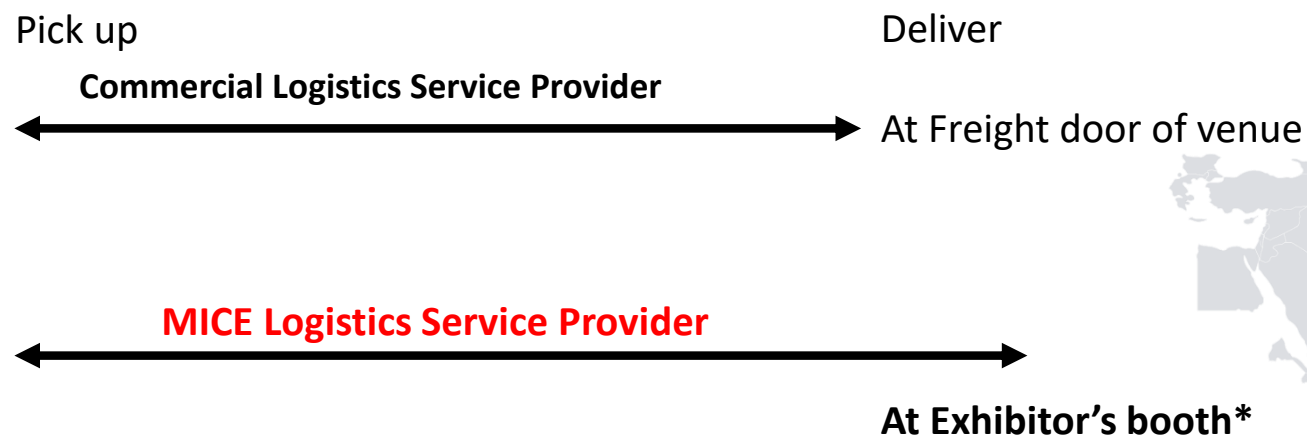 Pick up
Deliver
Commercial Logistics Service Provider
At Freight door of venue
MICE Logistics Service Provider
At Exhibitor’s booth*